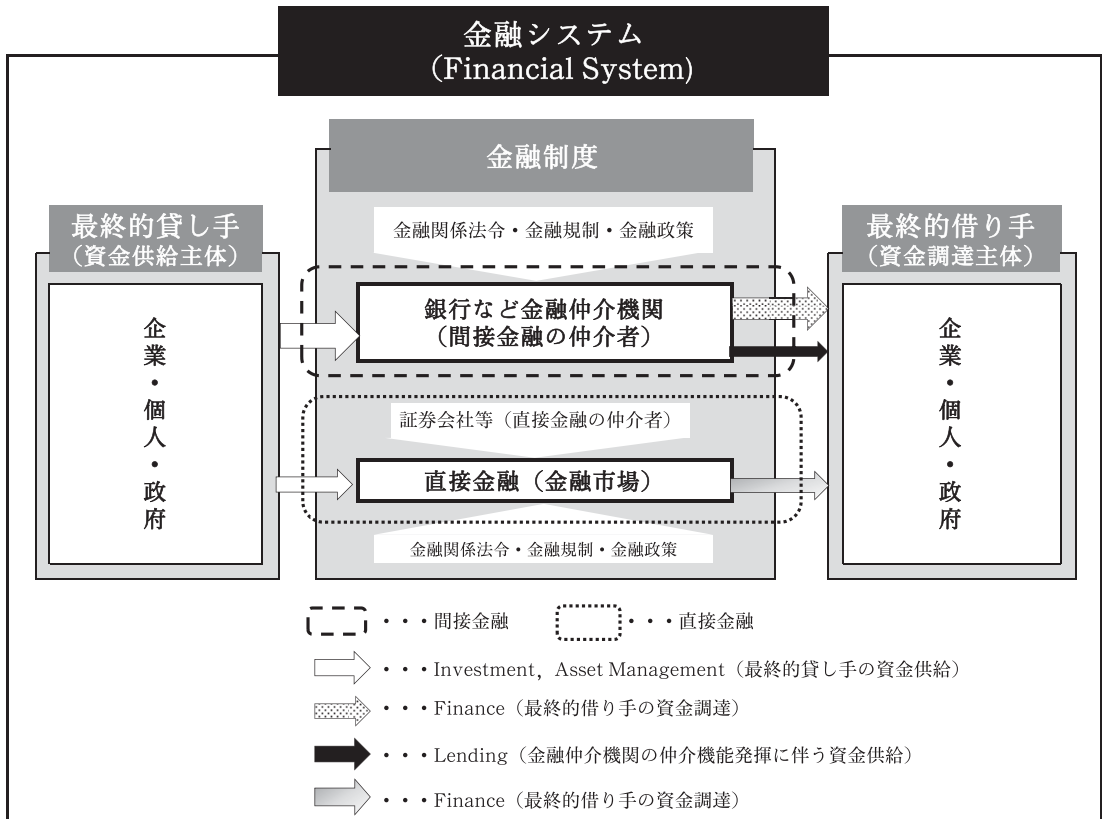 金融システム
(Financial System)
金融制度
最終的貸し手
（資金供給主体）
企業・個人・政府
金融関係法令・金融規制・金融政策
銀行など金融仲介機関
（間接金融の仲介者）
証券会社等（直接金融の仲介者）
直接金融（金融市場）
金融関係法令・金融規制・金融政策
最終的借り手
（資金調達主体）
企業・個人・政府
・・・間接金融
・・・直接金融
・・・Investment，Asset Management（最終的貸し手の資金供給）
・・・Finance（最終的借り手の資金調達）
・・・Lending（金融仲介機関の仲介機能発揮に伴う資金供給）
・・・Finance（最終的借り手の資金調達）